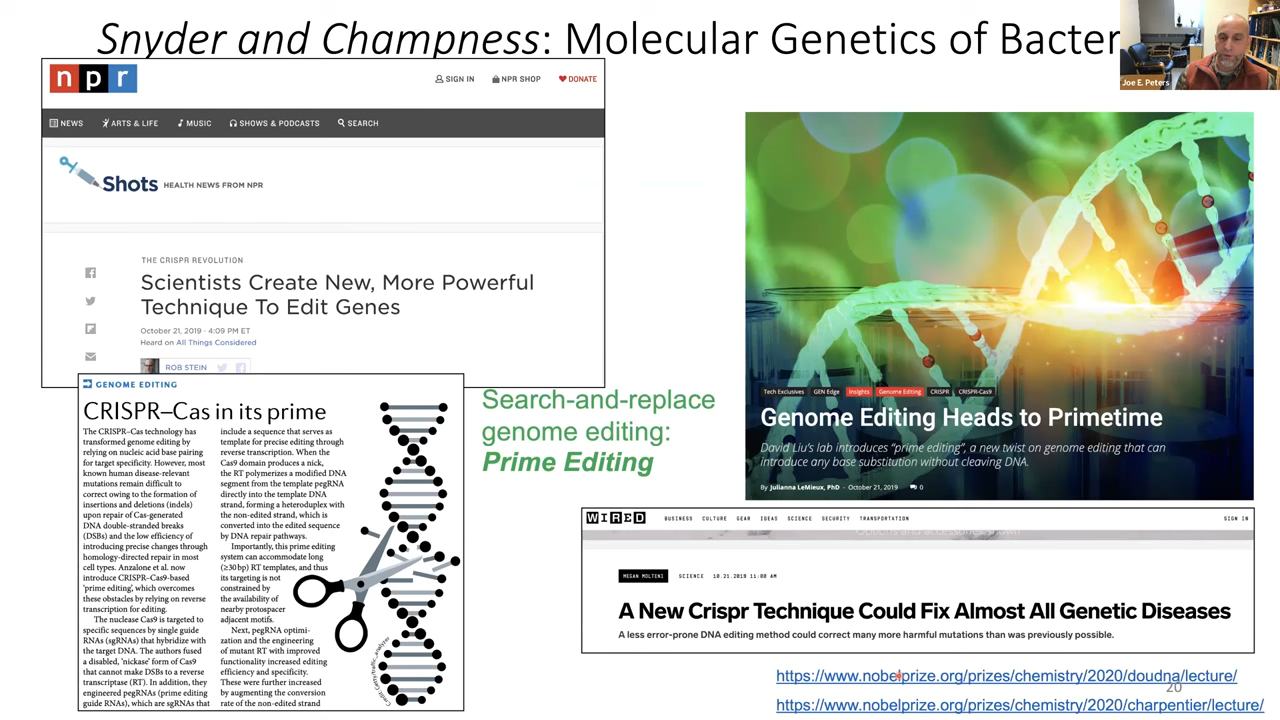 Snyder and Champness: Molecular Genetics of Bacter
Joe E. Peters
npr
SIGN IN
NPR SHOP
DONATE
NEWS
ARTS & LIFE
MUSIC
SHOWS & PODCASTS
SEARCH
Shots
HEALTH NEWS FROM NPR
THE CRISPR REVOLUTION
Scientists Create New, More Powerful
Technique To Edit Genes
October 21, 2019 · 4:09 PM ET
Heard on All Things Considered
ROB STEIN
GENOME EDITING
CRISPR–Cas in its prime
The CRISPR–Cas technology has
transformed genome editing by
relying on nucleic acid base pairing
for target specificity. However, most
known human disease-relevant
mutations remain difficult to
correct owing to the formation of
insertions and deletions (indels)
upon repair of Cas-generated
DNA double-stranded breaks
(DSBs) and the low efficiency of
introducing precise changes through
homology-directed repair in most
cell types. Anzalone et al. now
introduce CRISPR–Cas9-based
'prime editing', which overcomes
these obstacles by relying on reverse
transcription for editing.
The nuclease Cas9 is targeted to
specific sequences by single guide
RNAs (sgRNAs) that hybridize with
the target DNA. The authors fused
a disabled, 'nickase' form of Cas9
that cannot make DSBs to a reverse
transcriptase (RT). In addition, they
engineered pegRNAs (prime editing
guide RNAs), which are sgRNAs that
include a sequence that serves as
template for precise editing through
reverse transcription. When the
Cas9 domain produces a nick,
the RT polymerizes a modified DNA
segment from the template pegRNA
directly into the template DNA
strand, forming a heteroduplex with
the non-edited strand, which is
converted into the edited sequence
by DNA repair pathways.
Importantly, this prime editing
system can accommodate long
(≥30 bp) RT templates, and thus
its targeting is not
constrained by
the availability of
nearby protospacer
adjacent motifs.
Next, pegRNA optimi-
zation and the engineering
of mutant RT with improved
functionality increased editing
efficiency and specificity.
These were further increased
by augmenting the conversion
rate of the non-edited strand
Search-and-replace
genome editing:
Prime Editing
Tech Exclusives
GEN Edge
Insights
Genome Editing
CRISPR
CRISPR-Cas9
Genome Editing Heads to Primetime
David Liu's lab introduces "prime editing", a new twist on genome editing that can
introduce any base substitution without cleaving DNA.
By Julianna LeMieux, PhD - October 21, 2019
0
WIRED
BUSINESS
CULTURE
GEAR
IDEAS
SCIENCE
SECURITY
TRANSPORTATION
SIGN IN
MEGAN MOLTENI
SCIENCE
10.21.2019 11:00 AM
A New Crispr Technique Could Fix Almost All Genetic Diseases
A less error-prone DNA editing method could correct many more harmful mutations than was previously possible.
https://www.nobelprize.org/prizes/chemistry/2020/doudna/lecture/
20
https://www.nobelprize.org/prizes/chemistry/2020/charpentier/lecture/